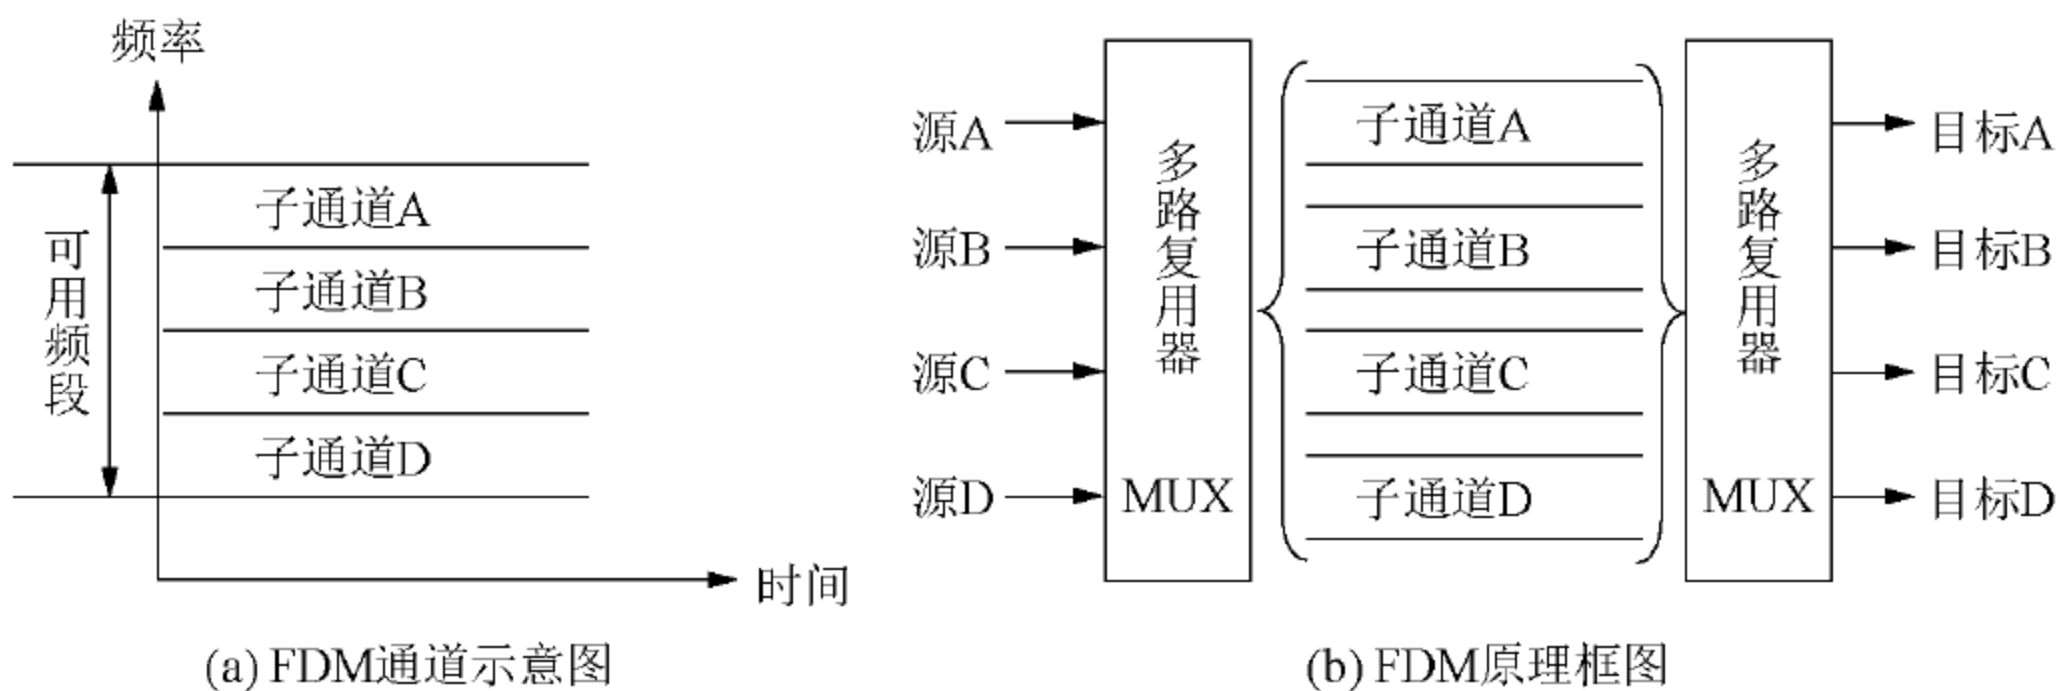 频率
可用频段
子通道A
子通道B
子通道C
子通道D
时间
(a) FDM通道示意图
源A
源B
源C
源D
多路复用器
MUX
子通道A
子通道B
子通道C
子通道D
多路复用器
MUX
目标A
目标B
目标C
目标D
(b) FDM原理框图